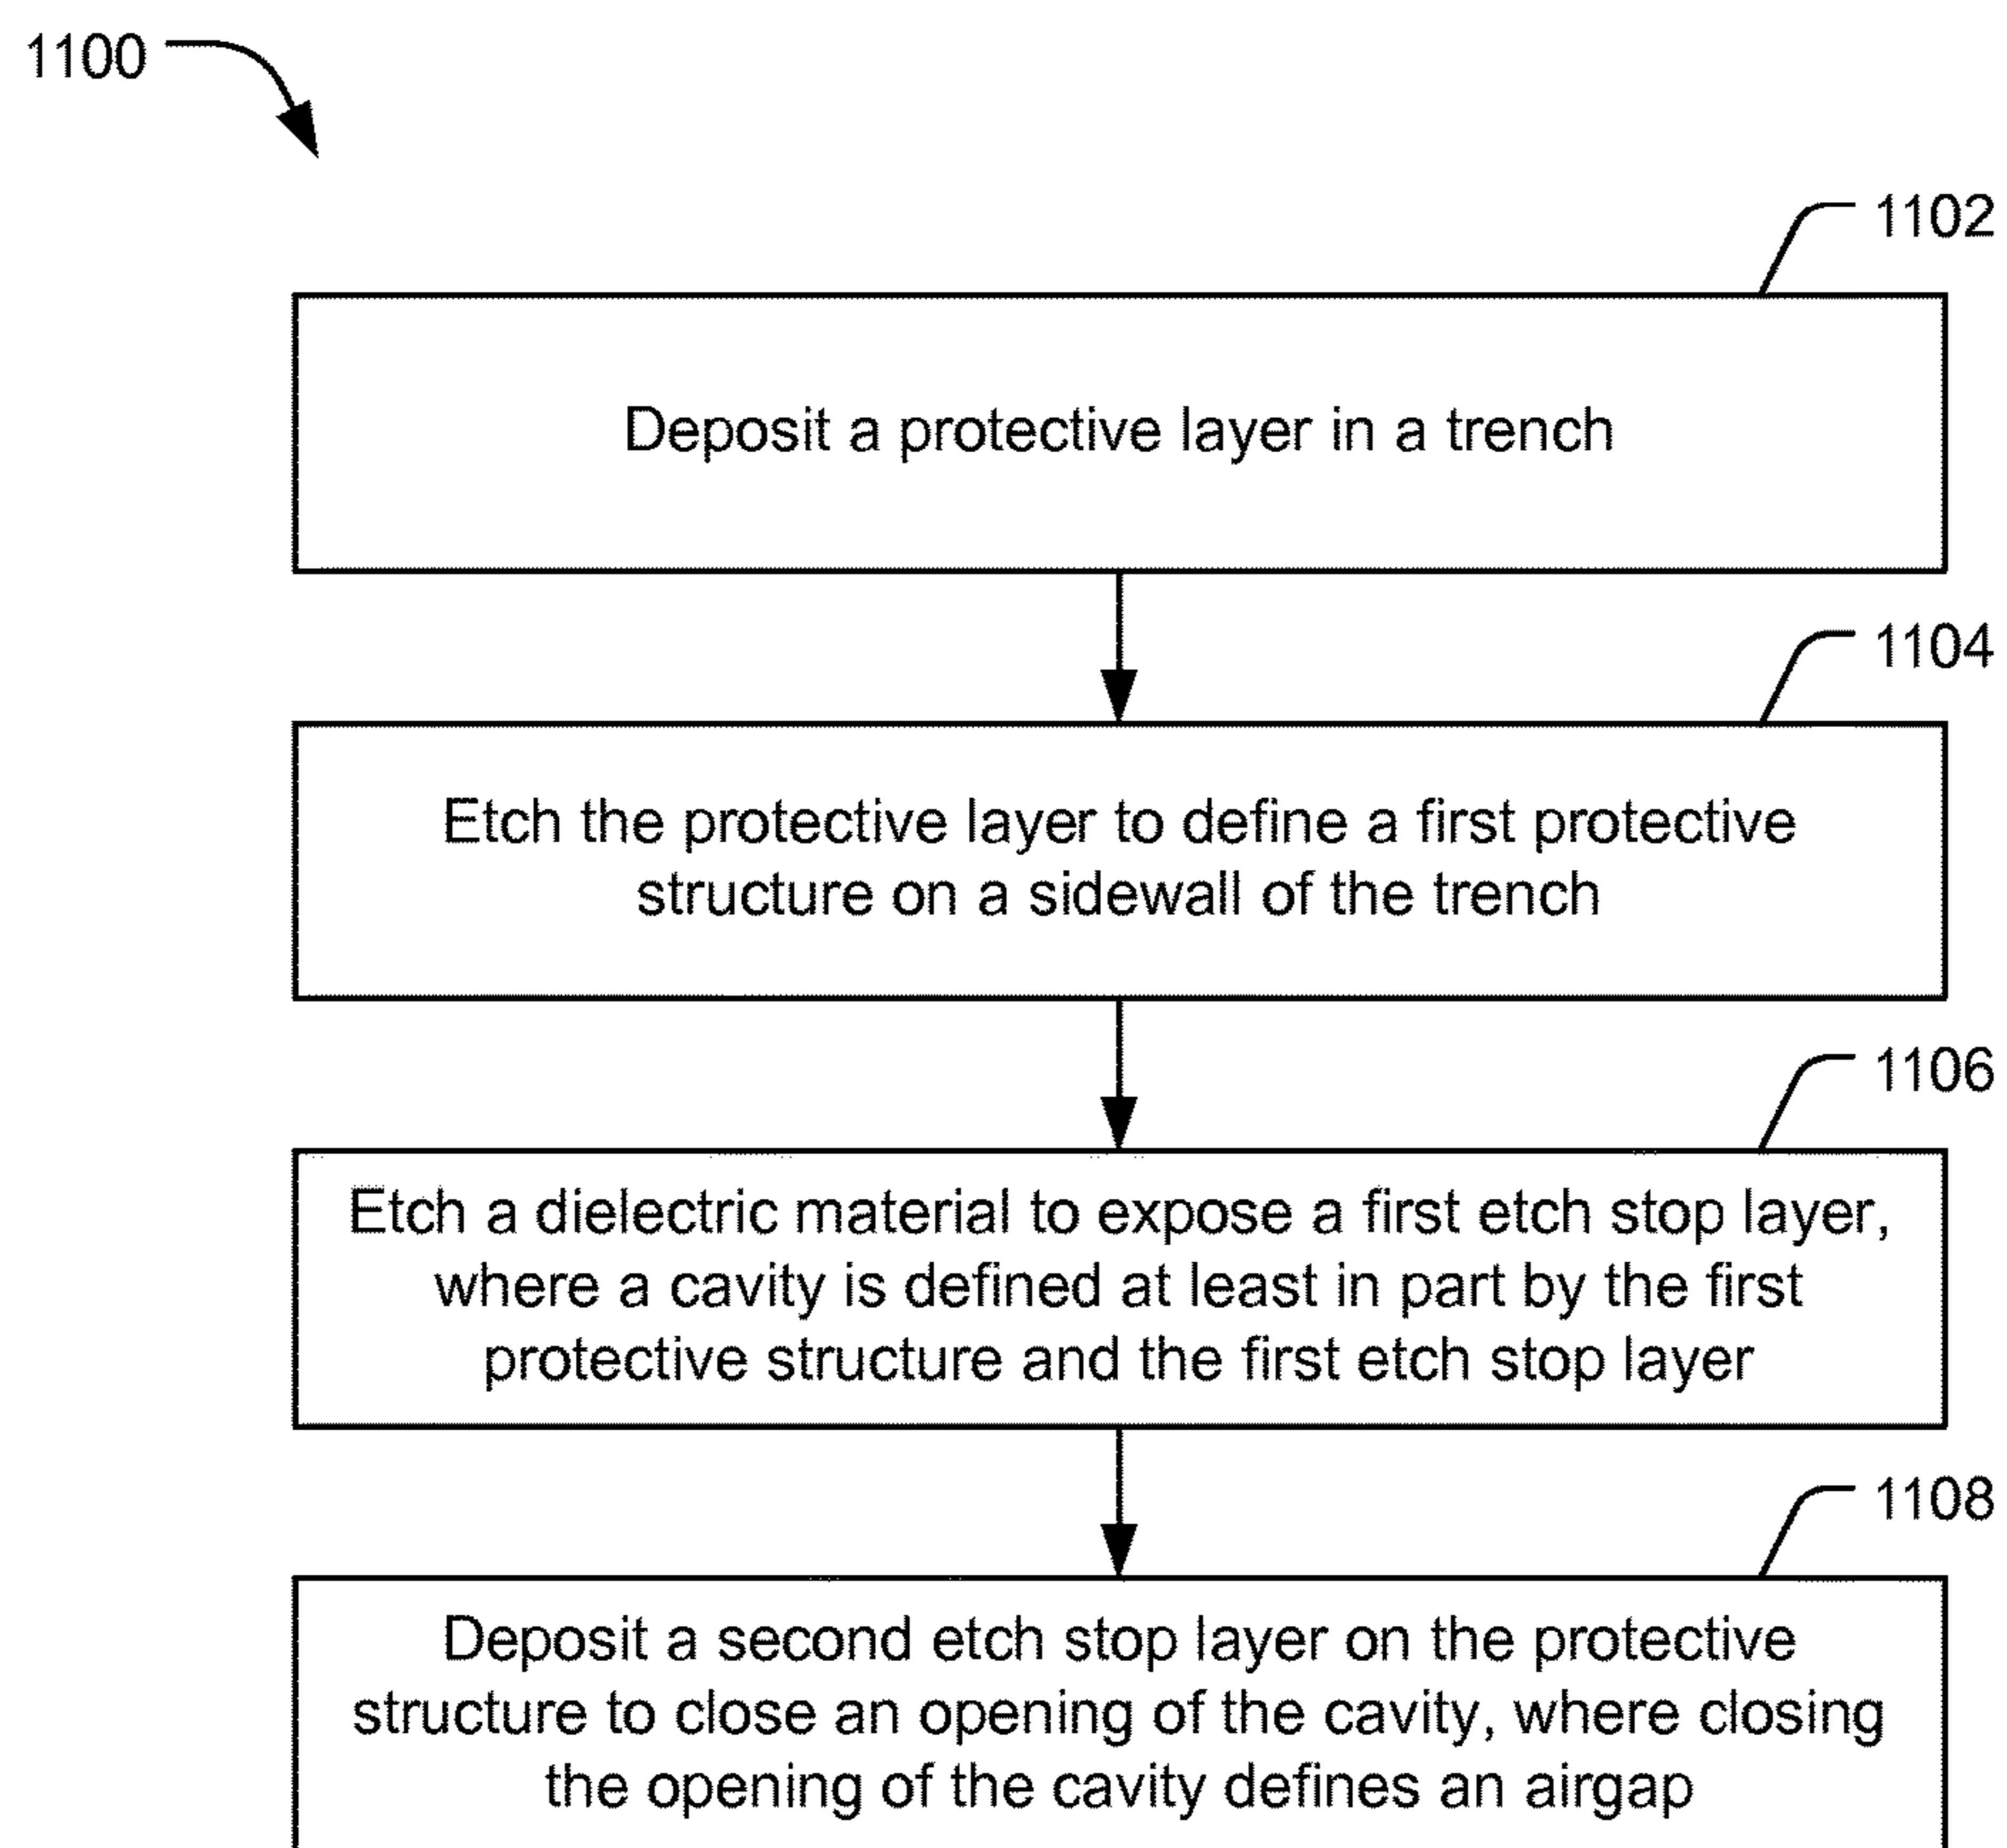 1100
1102
Deposit a protective layer in a trench
1104
Etch the protective layer to define a first protective
structure on a sidewall of the trench
1106
Etch a dielectric material to expose a first etch stop layer,
where a cavity is defined at least in part by the first
protective structure and the first etch stop layer
1108
Deposit a second etch stop layer on the protective
structure to close an opening of the cavity, where closing
the opening of the cavity defines an airgap